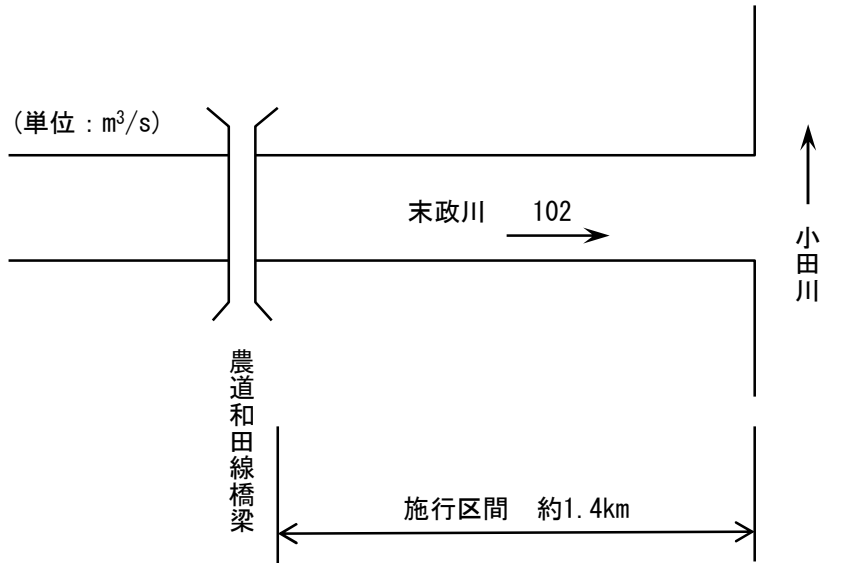 (単位：m³/s)
末政川　102
小田川
農道和田線橋梁
施行区間　約1.4km